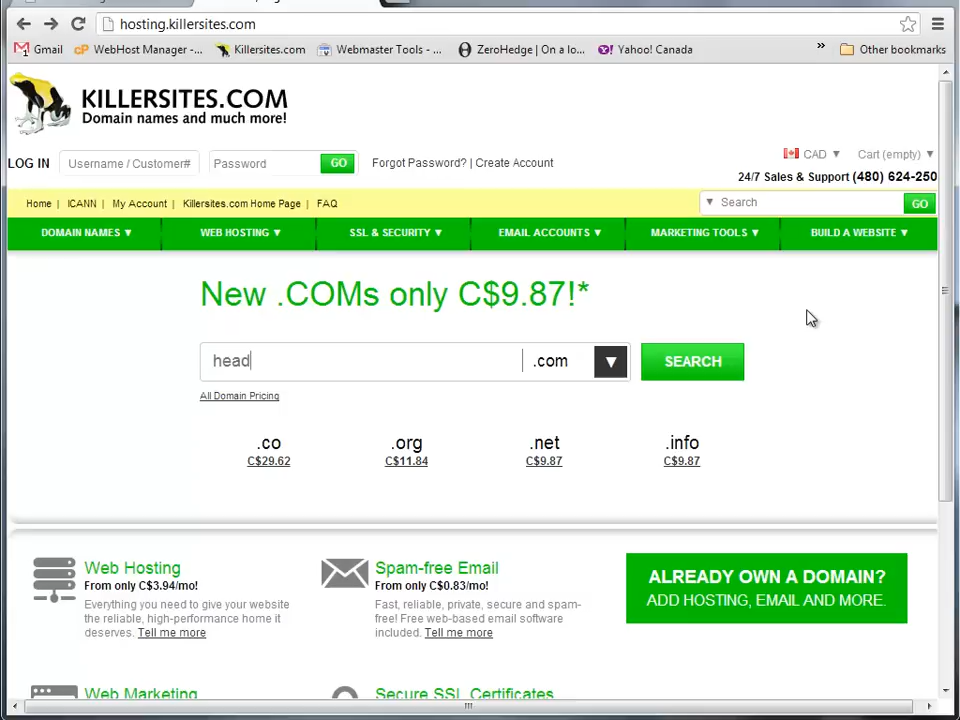 hosting.killersites.com
Gmail
WebHost Manager -...
Killersites.com
Webmaster Tools - ...
ZeroHedge | On a lo...
Yahoo! Canada
»
Other bookmarks
KILLERSITES.COM
Domain names and much more!
LOG IN
Username / Customer#
Password
GO
Forgot Password? | Create Account
CAD ▼
Cart (empty) ▼
24/7 Sales & Support (480) 624-250
Home | ICANN | My Account | Killersites.com Home Page | FAQ
▼ Search
GO
DOMAIN NAMES ▼
WEB HOSTING ▼
SSL & SECURITY ▼
EMAIL ACCOUNTS ▼
MARKETING TOOLS ▼
BUILD A WEBSITE ▼
New .COMs only C$9.87!*
head
.com
▼
SEARCH
All Domain Pricing
.co
.org
.net
.info
C$29.62
C$11.84
C$9.87
C$9.87
Web Hosting
From only C$3.94/mo!
Everything you need to give your website
the reliable, high-performance home it
deserves. Tell me more
Spam-free Email
From only C$0.83/mo!
Fast, reliable, private, secure and spam-
free! Free web-based email software
included. Tell me more
ALREADY OWN A DOMAIN?
ADD HOSTING, EMAIL AND MORE.
Web Marketing
Secure SSL Certificates